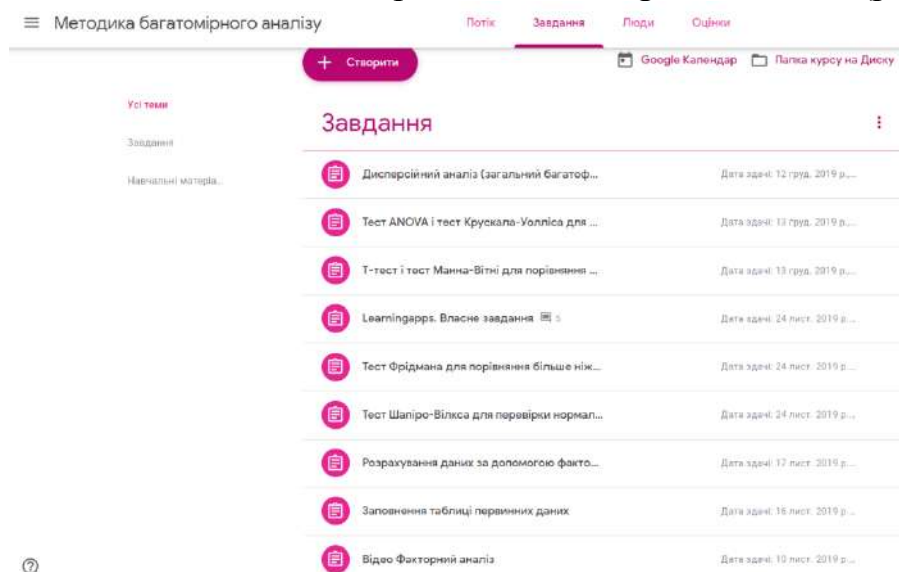 Методика багатомірного аналізу
Потік Завдання Люди Оцінки
+ Створити
Google Календар Папка курсу на Диску
Усі теми
Завдання
Навчальні матеріа...
Завдання
Дисперсійний аналіз (загальний багатоф... Дата здачі: 12 груд. 2019 р....
Тест ANOVA і тест Крускала-Уолліса для ... Дата здачі: 13 груд. 2019 р....
Т-тест і тест Манна-Вітні для порівняння ... Дата здачі: 13 груд. 2019 р....
Learningapps. Власне завдання 5 Дата здачі: 24 лист. 2019 р....
Тест Фрідмана для порівняння більше ніж... Дата здачі: 24 лист. 2019 р....
Тест Шапіро-Вілкса для перевірки нормал... Дата здачі: 24 лист. 2019 р....
Розрахування даних за допомогою факто... Дата здачі: 17 лист. 2019 р....
Заповнення таблиці первинних даних Дата здачі: 16 лист. 2019 р....
Відео Факторний аналіз Дата здачі: 10 лист. 2019 р....